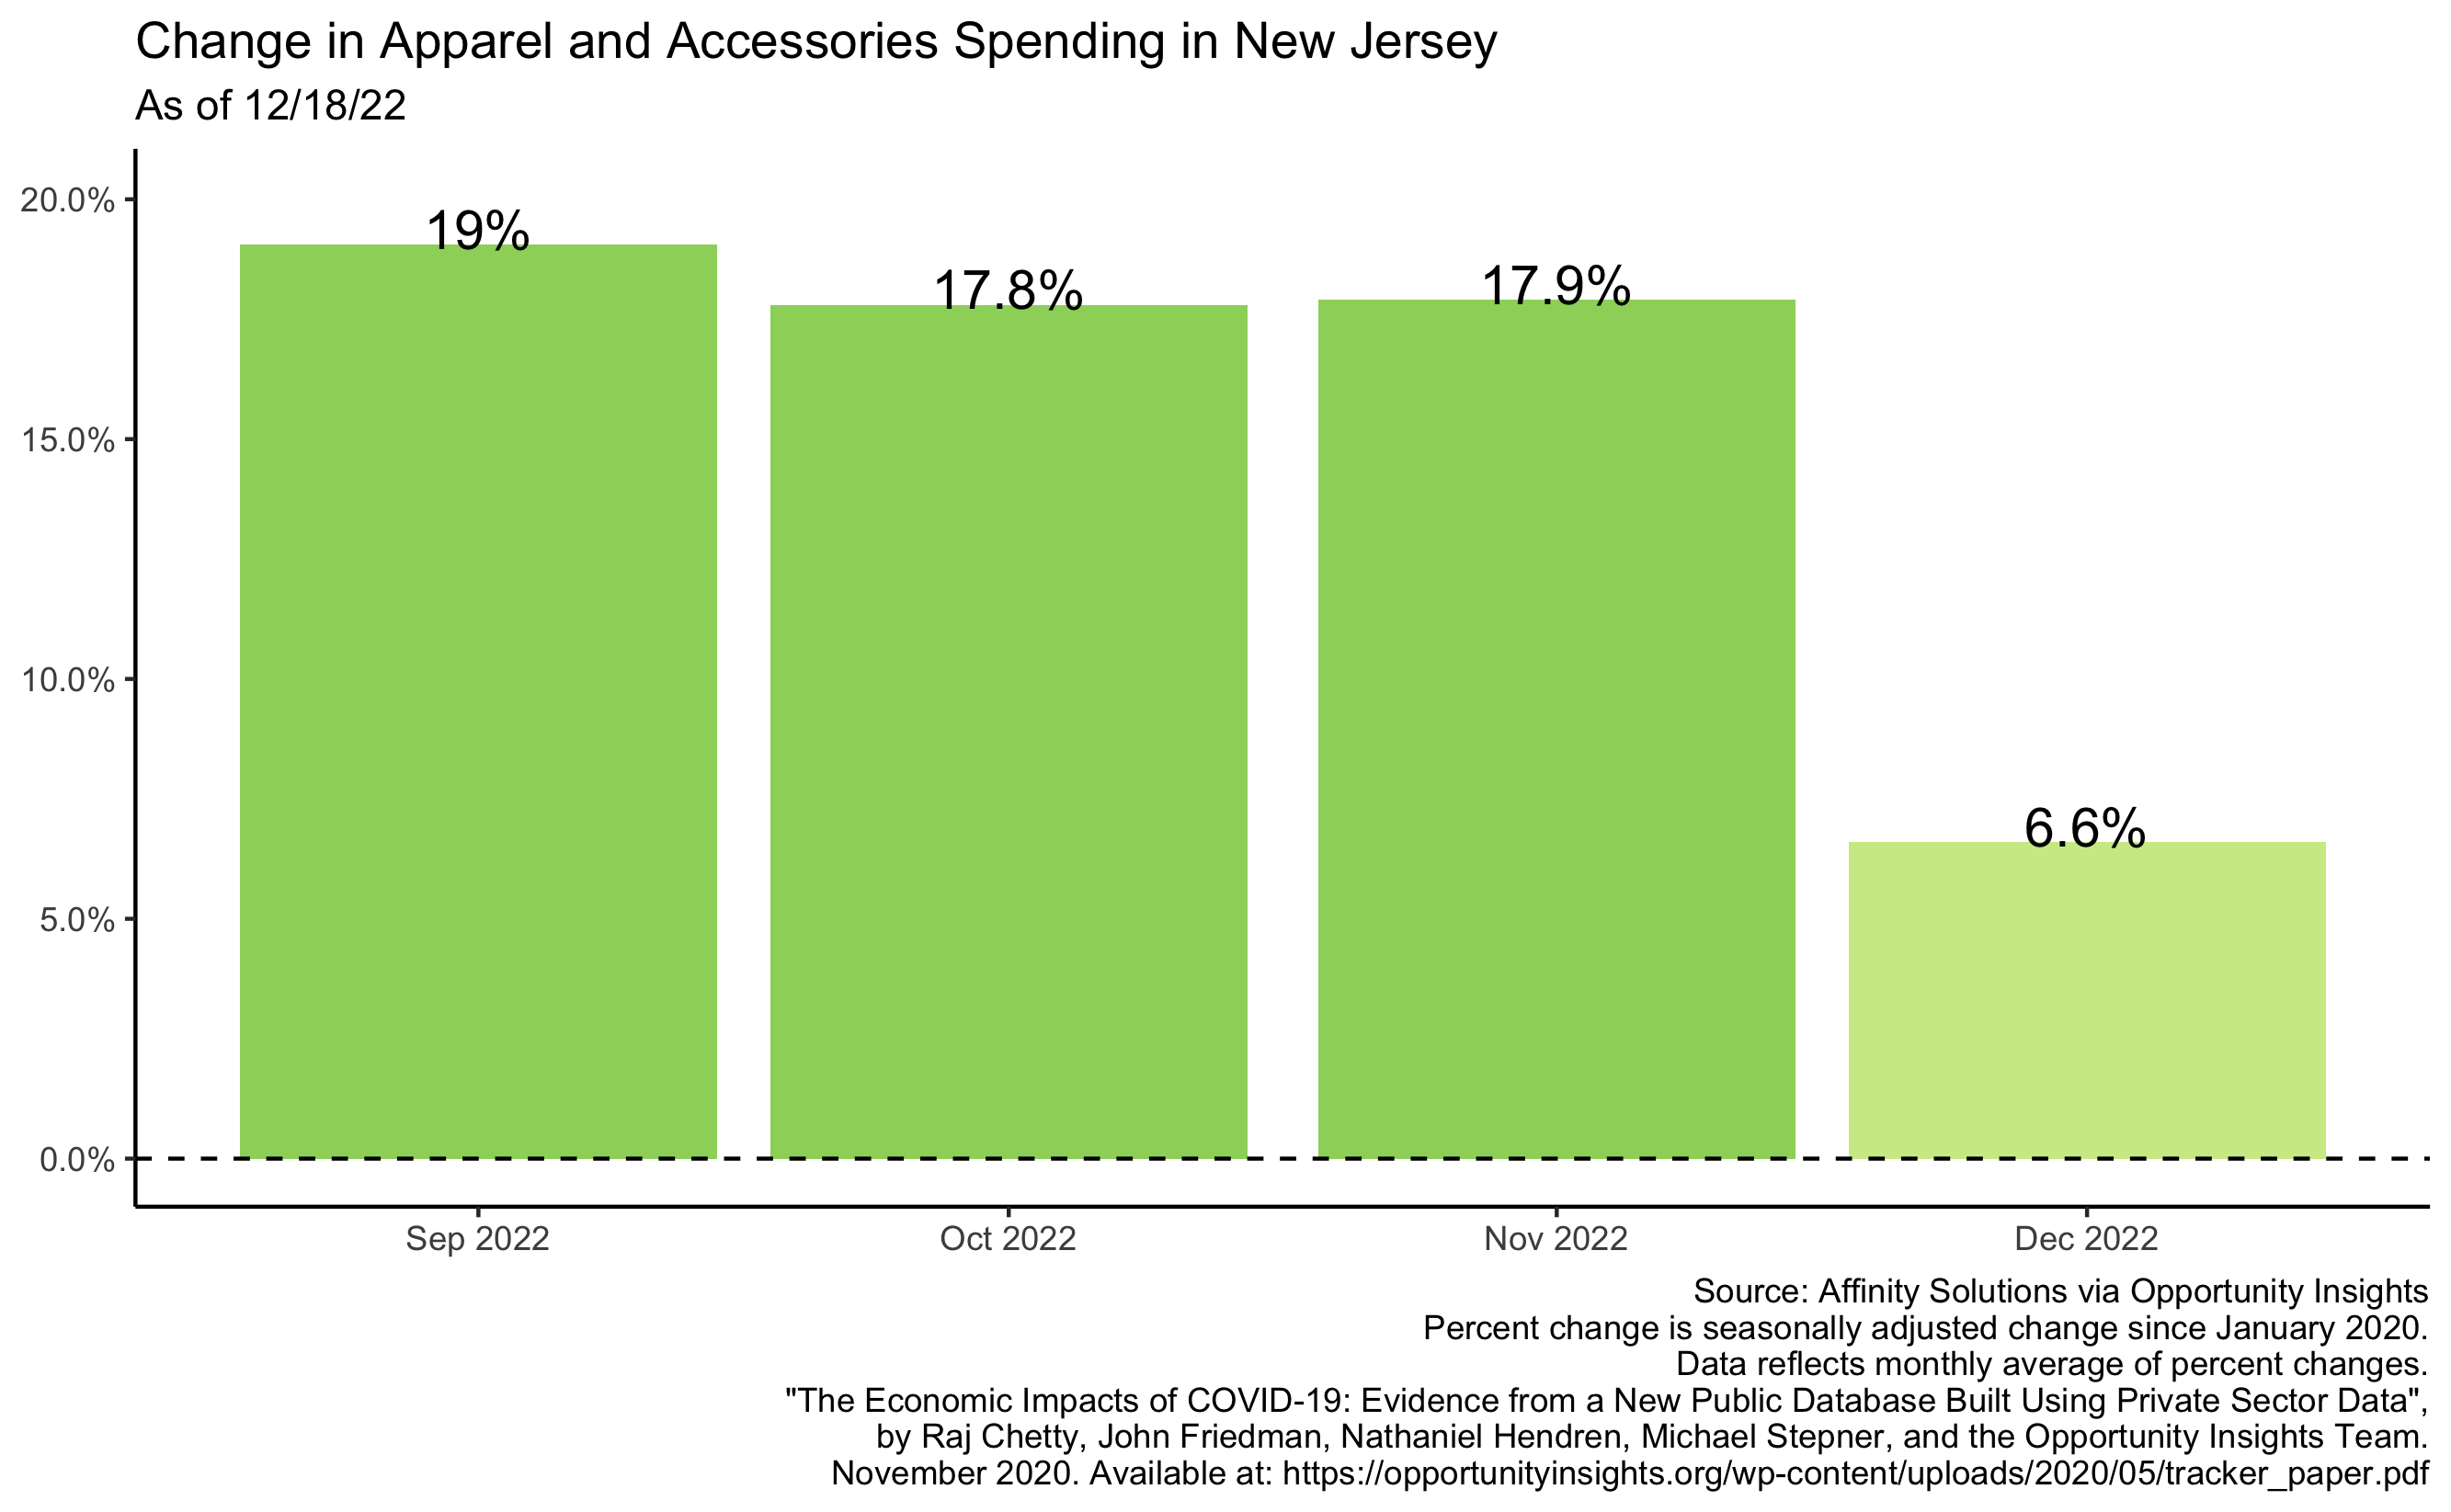 Change in Apparel and Accessories Spending in New Jersey
As of 12/18/22
20.0%
15.0%
10.0%
5.0%
0.0%
19%
17.8%
17.9%
6.6%
Sep 2022
Oct 2022
Nov 2022
Dec 2022
Source: Affinity Solutions via Opportunity Insights
Percent change is seasonally adjusted change since January 2020.
Data reflects monthly average of percent changes.
"The Economic Impacts of COVID-19: Evidence from a New Public Database Built Using Private Sector Data",
by Raj Chetty, John Friedman, Nathaniel Hendren, Michael Stepner, and the Opportunity Insights Team.
November 2020. Available at: https://opportunityinsights.org/wp-content/uploads/2020/05/tracker_paper.pdf